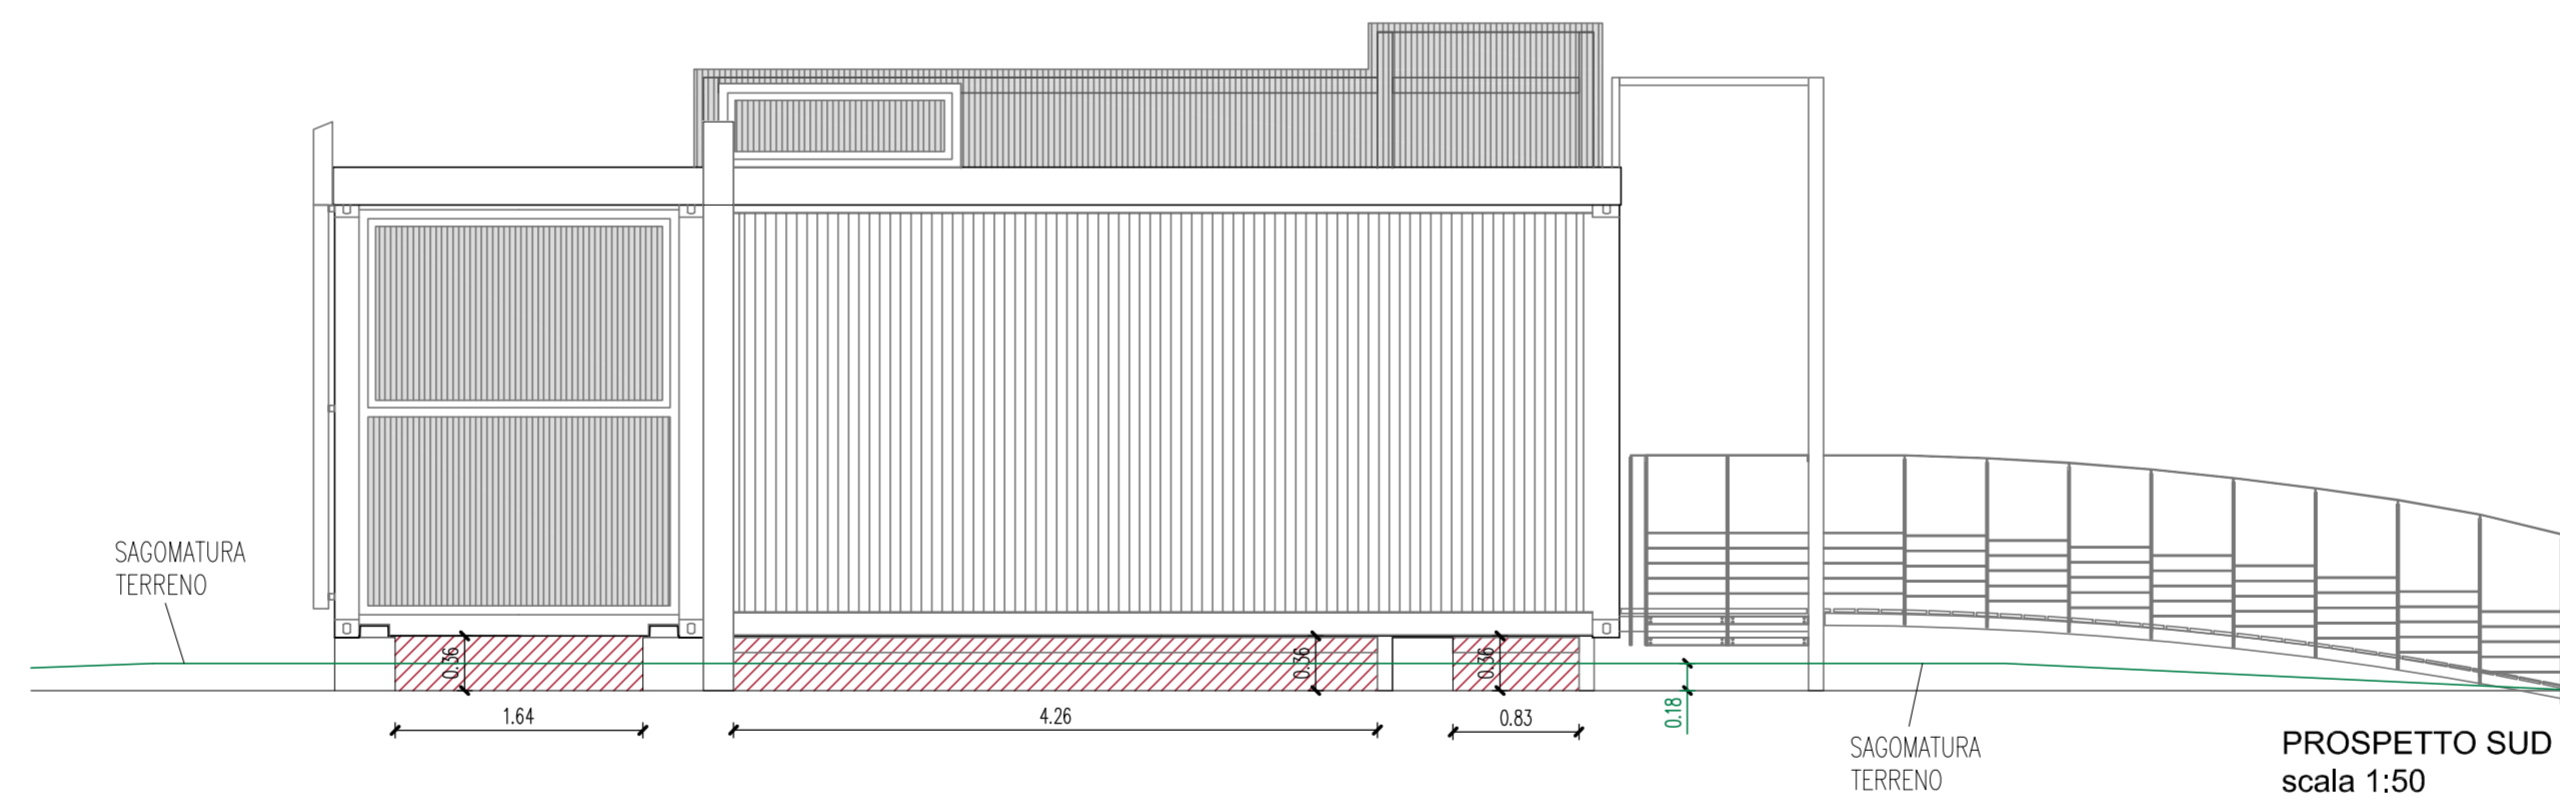 SAGOMATURA
TERRENO
0.36
0.36
0.36
1.64
4.26
0.83
0.18
SAGOMATURA
TERRENO
PROSPETTO SUD
scala 1:50